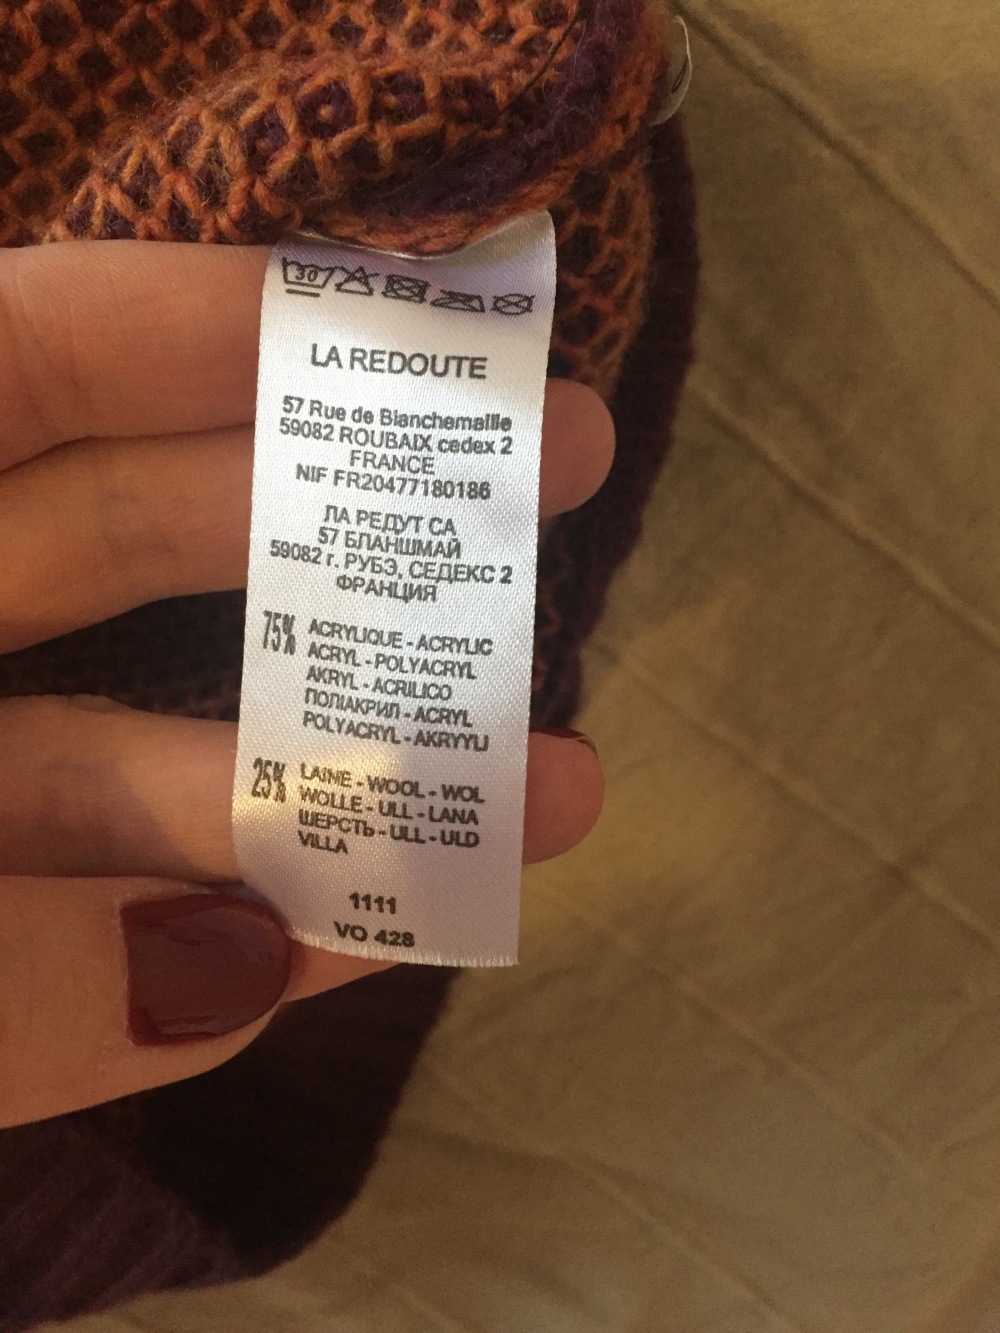 30
LA REDOUTE
57 Rue de Blanchemaille
59082 ROUBAIX cedex 2
FRANCE
NIF FR20477180186
ЛА РЕДУТ СА
57 БЛАНШМАЙ
59082 г. РУБЭ, СЕДЕКС 2
ФРАНЦИЯ
75% ACRYLIQUE - ACRYLIC
ACRYL - POLYACRYL
AKRYL - ACRILICO
ПОЛІАКРИЛ - ACRYL
POLYACRYL - AKRYYLI
25% LAINE - WOOL - WOL
WOLLE - ULL - LANA
ШЕРСТЬ - ULL - ULD
VILLA
1111
VO 428